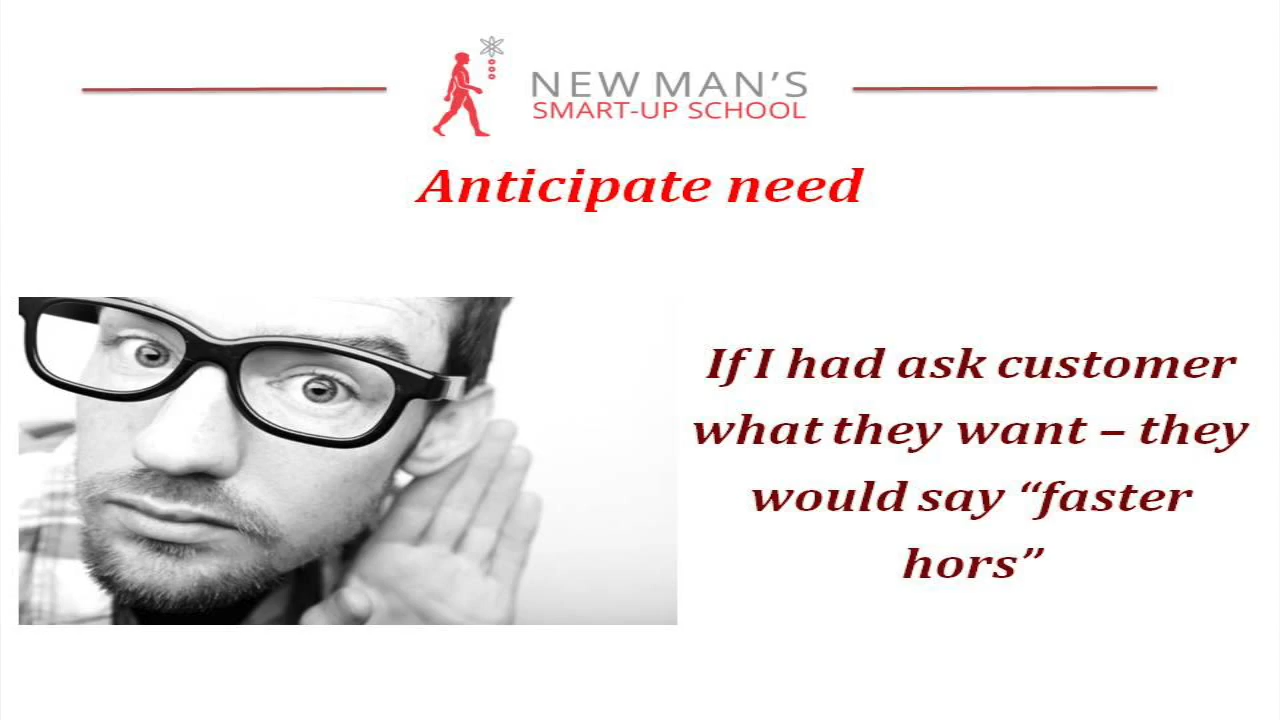 NEW MAN'S
SMART-UP SCHOOL
Anticipate need
If I had ask customer
what they want – they
would say “faster
hors”